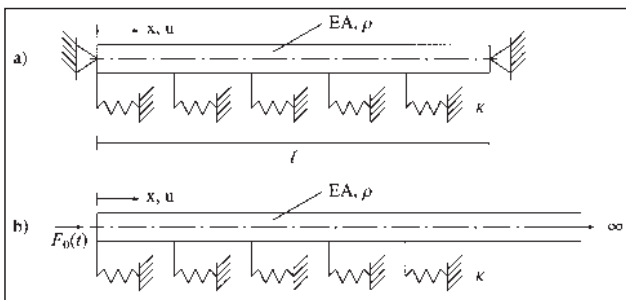 x, u
EA, ρ
a)
κ
ℓ
x, u
EA, ρ
b)
F₀(t)
∞
κ